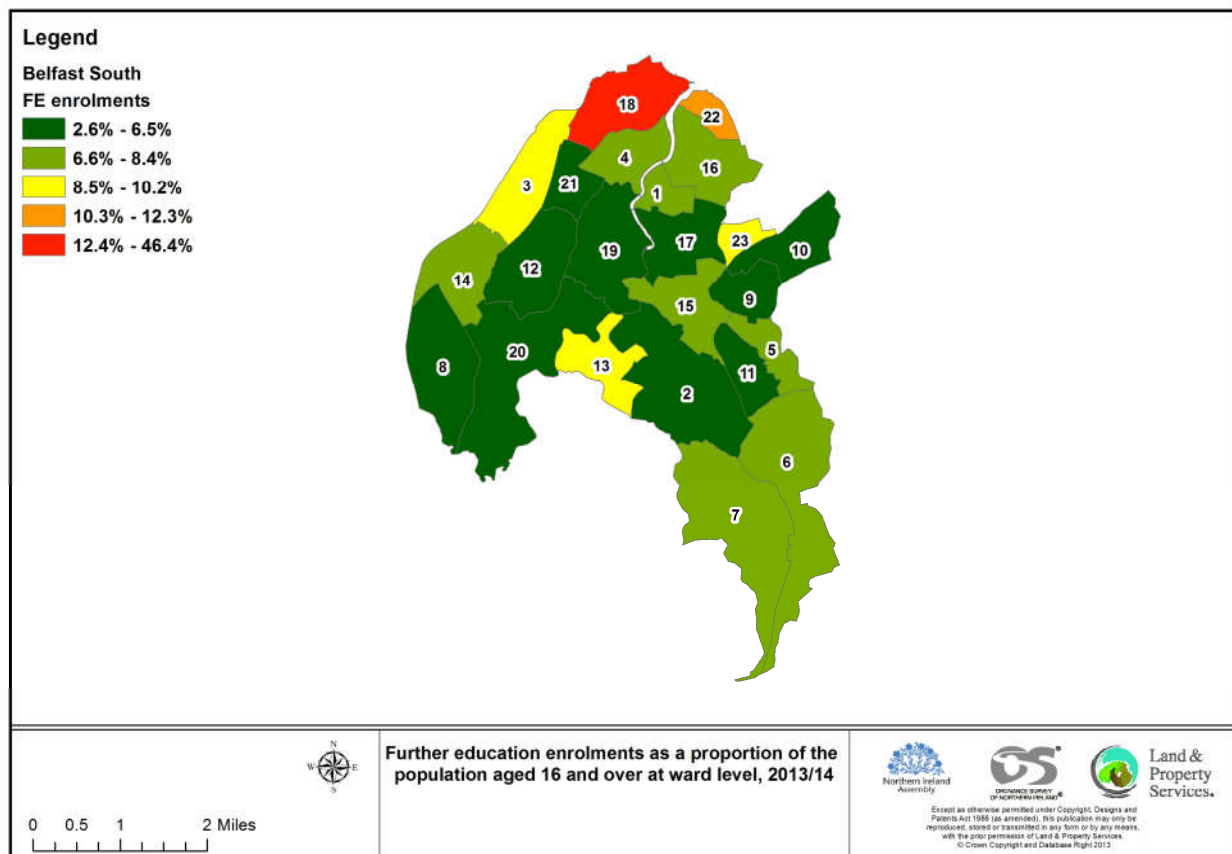 Legend
Belfast South
FE enrolments
2.6% - 6.5%
6.6% - 8.4%
8.5% - 10.2%
10.3% - 12.3%
12.4% - 46.4%
18
22
4
16
3
21
1
17
23
19
10
12
14
9
15
5
20
13
8
11
2
6
7
N
W
E
S
0 0.5 1 2 Miles
Further education enrolments as a proportion of the
population aged 16 and over at ward level, 2013/14
Northern Ireland
Assembly
OS®
ORDNANCE SURVEY
OF NORTHERN IRELAND®
Land &
Property
Services.
Except as otherwise permitted under Copyright, Designs and
Patents Act 1988 (as amended), this publication may only be
reproduced, stored or transmitted in any form or by any means,
with the prior permission of Land & Property Services.
© Crown Copyright and Database Right 2013